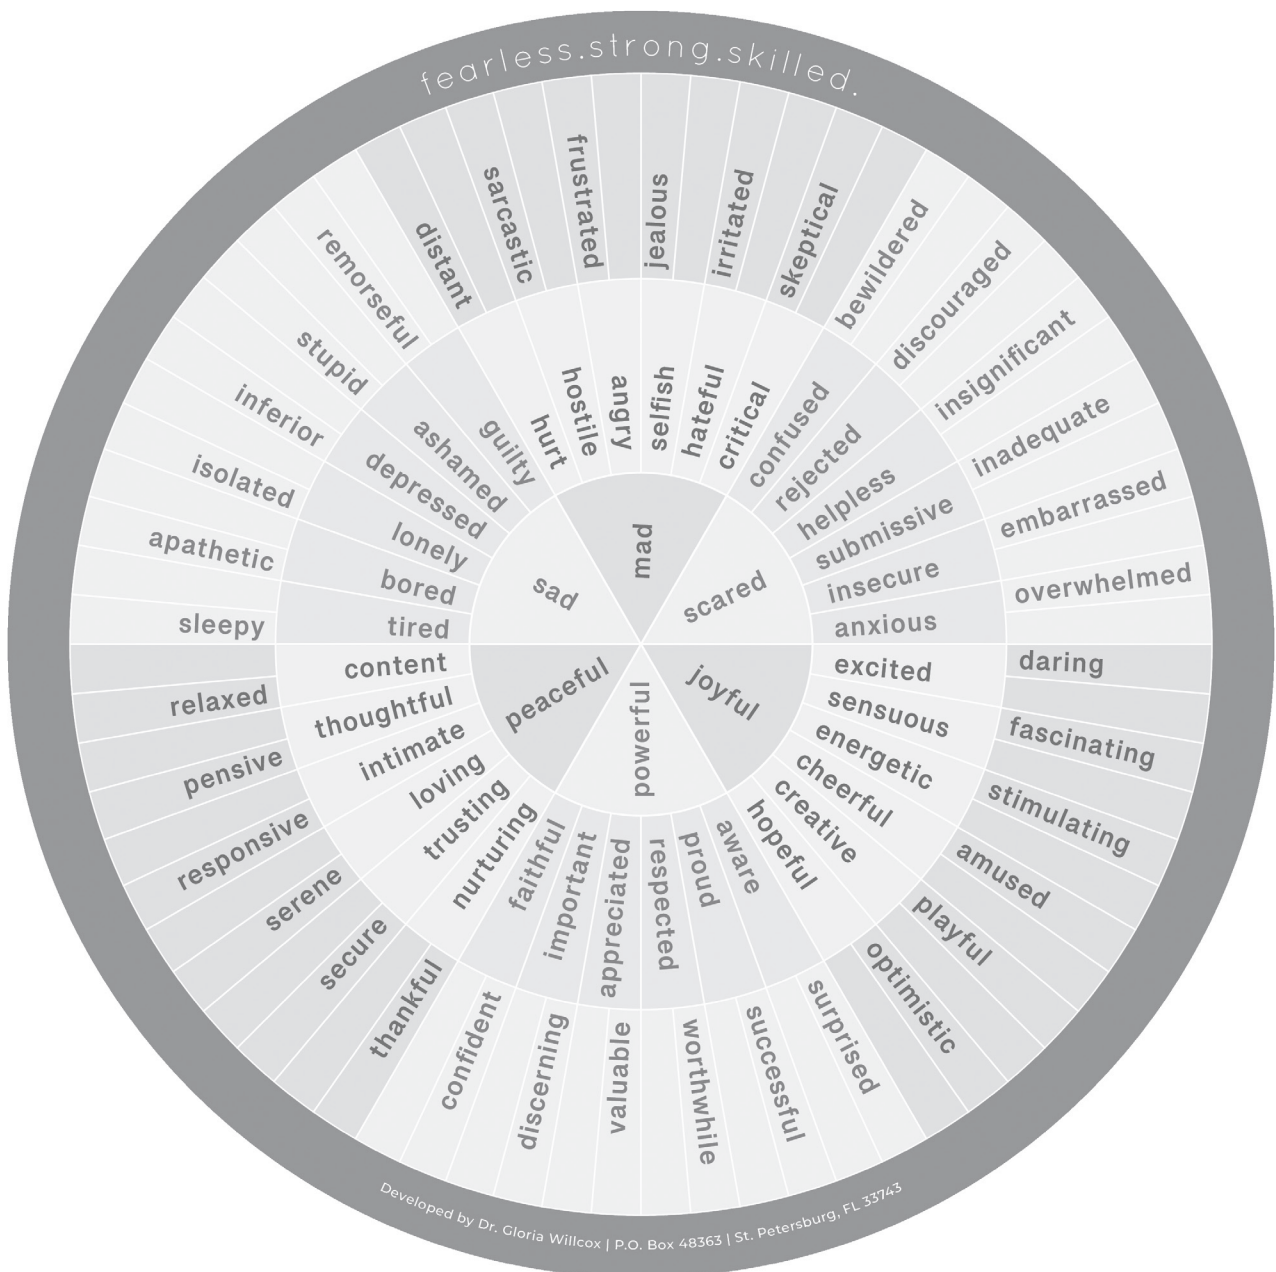 fearless.strong.skilled.
mad
scared
joyful
powerful
peaceful
sad
hurt
hostile
angry
selfish
hateful
critical
confused
rejected
helpless
submissive
insecure
anxious
excited
sensuous
energetic
cheerful
creative
hopeful
aware
proud
respected
appreciated
important
faithful
nurturing
trusting
loving
intimate
thoughtful
content
tired
bored
lonely
depressed
ashamed
guilty
distant
sarcastic
frustrated
jealous
irritated
skeptical
bewildered
discouraged
insignificant
inadequate
embarrassed
overwhelmed
daring
fascinating
stimulating
amused
playful
optimistic
surprised
successful
worthwhile
valuable
discerning
confident
thankful
secure
serene
responsive
pensive
relaxed
sleepy
apathetic
isolated
inferior
stupid
remorseful
Developed by Dr. Gloria Willcox | P.O. Box 48363 | St. Petersburg, FL 33743